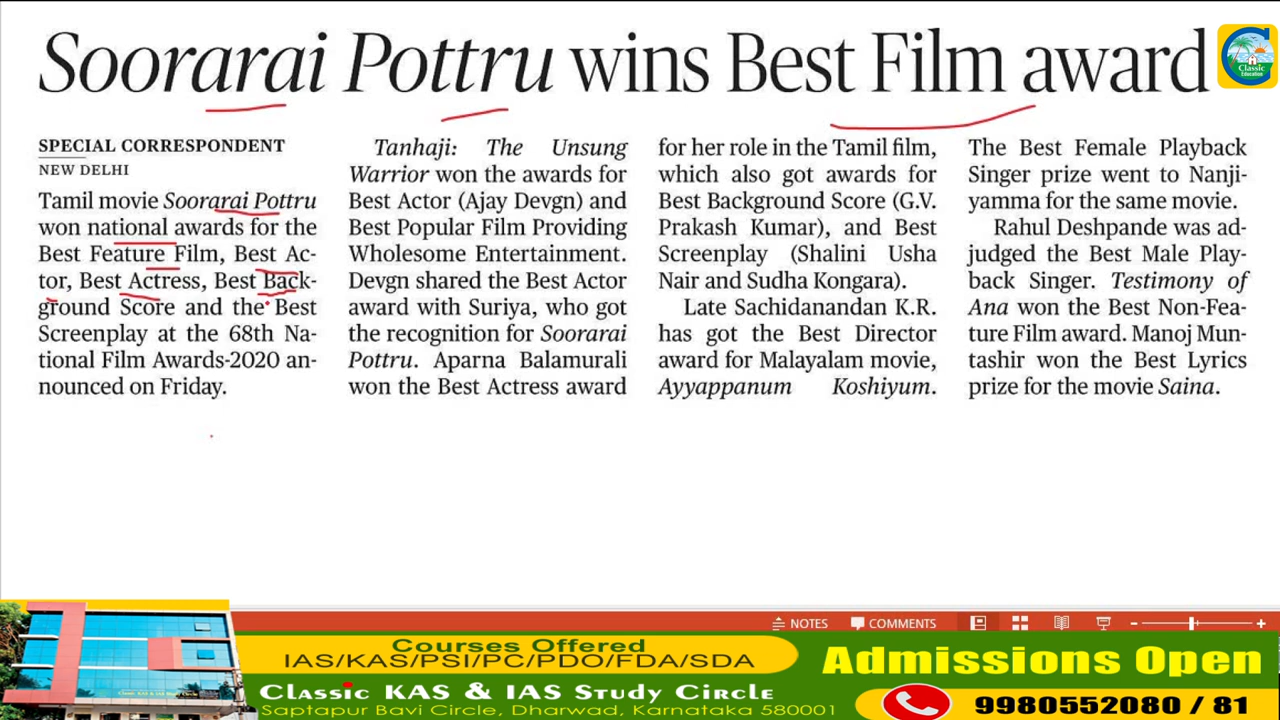 Soorarai Pottru wins Best Film award
Classic
Education
SPECIAL CORRESPONDENT
NEW DELHI
Tamil movie Soorarai Pottru
won national awards for the
Best Feature Film, Best Ac-
tor, Best Actress, Best Back-
ground Score and the Best
Screenplay at the 68th Na-
tional Film Awards-2020 an-
nounced on Friday.
Tanhaji: The Unsung
Warrior won the awards for
Best Actor (Ajay Devgn) and
Best Popular Film Providing
Wholesome Entertainment.
Devgn shared the Best Actor
award with Suriya, who got
the recognition for Soorarai
Pottru. Aparna Balamurali
won the Best Actress award
for her role in the Tamil film,
which also got awards for
Best Background Score (G.V.
Prakash Kumar), and Best
Screenplay (Shalini Usha
Nair and Sudha Kongara).
Late Sachidanandan K.R.
has got the Best Director
award for Malayalam movie,
Ayyappanum Koshiyum.
The Best Female Playback
Singer prize went to Nanji-
yamma for the same movie.
Rahul Deshpande was ad-
judged the Best Male Play-
back Singer. Testimony of
Ana won the Best Non-Fea-
ture Film award. Manoj Mun-
tashir won the Best Lyrics
prize for the movie Saina.
NOTES COMMENTS
Courses Offered
IAS/KAS/PSI/PC/PDO/FDA/SDA
Classic KAS & IAS Study Circle
Saptapur Bavi Circle, Dharwad, Karnataka 580001
Admissions Open
9980552080 / 81